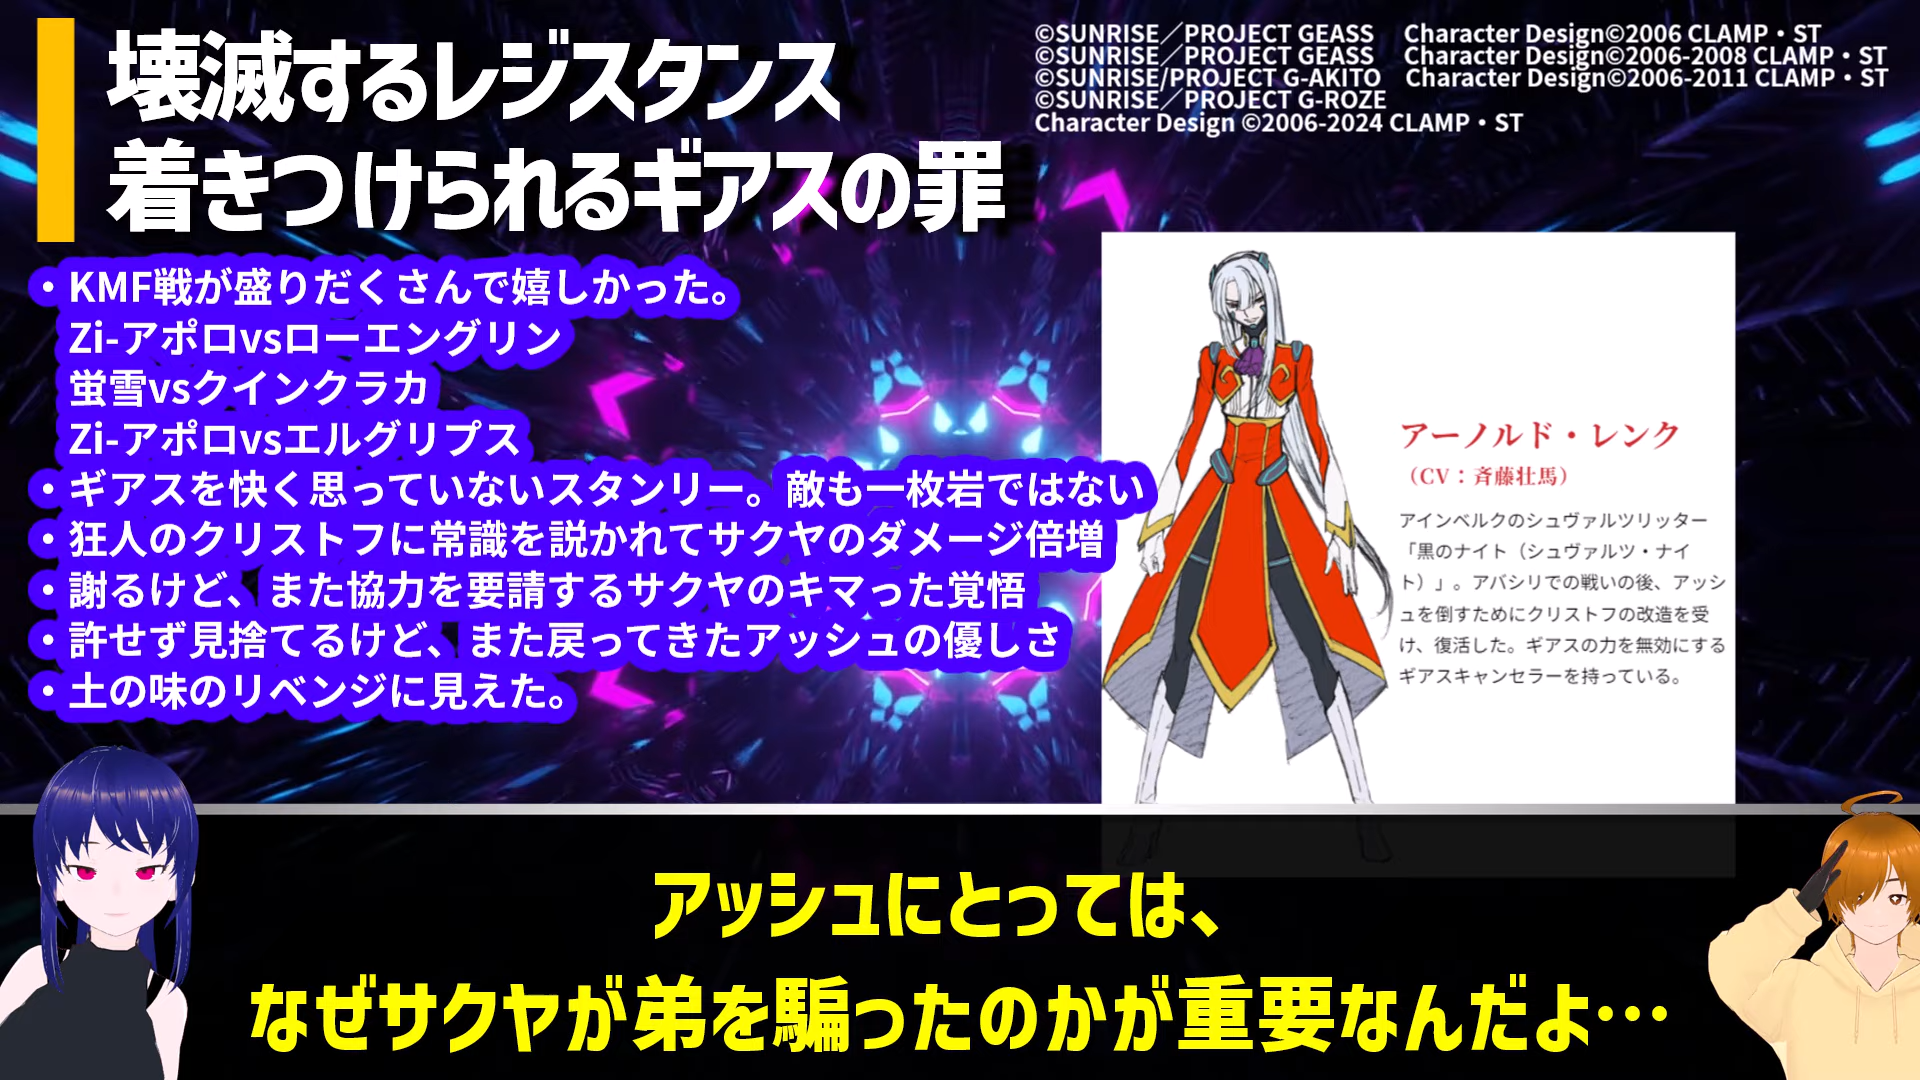 壊滅するレジスタンス
着きつけられるギアスの罪
©SUNRISE／PROJECT GEASS　Character Design©2006 CLAMP・ST
©SUNRISE／PROJECT GEASS　Character Design©2006-2008 CLAMP・ST
©SUNRISE/PROJECT G-AKITO　Character Design©2006-2011 CLAMP・ST
©SUNRISE／PROJECT G-ROZE
Character Design ©2006-2024 CLAMP・ST
・KMF戦が盛りだくさんで嬉しかった。
Zi-アポロvsローエングリン
蛍雪vsクインクラカ
Zi-アポロvsエルグリプス
・ギアスを快く思っていないスタンリー。敵も一枚岩ではない
・狂人のクリストフに常識を説かれてサクヤのダメージ倍増
・謝るけど、また協力を要請するサクヤのキマった覚悟
・許せず見捨てるけど、また戻ってきたアッシュの優しさ
・土の味のリベンジに見えた。
アーノルド・レンク
（CV：斉藤壮馬）
アインベルクのシュヴァルツリッター
「黒のナイト（シュヴァルツ・ナイ
ト）」。アバシリでの戦いの後、アッシ
ュを倒すためにクリストフの改造を受
け、復活した。ギアスの力を無効にする
ギアスキャンセラーを持っている。
アッシュにとっては、
なぜサクヤが弟を騙ったのかが重要なんだよ…